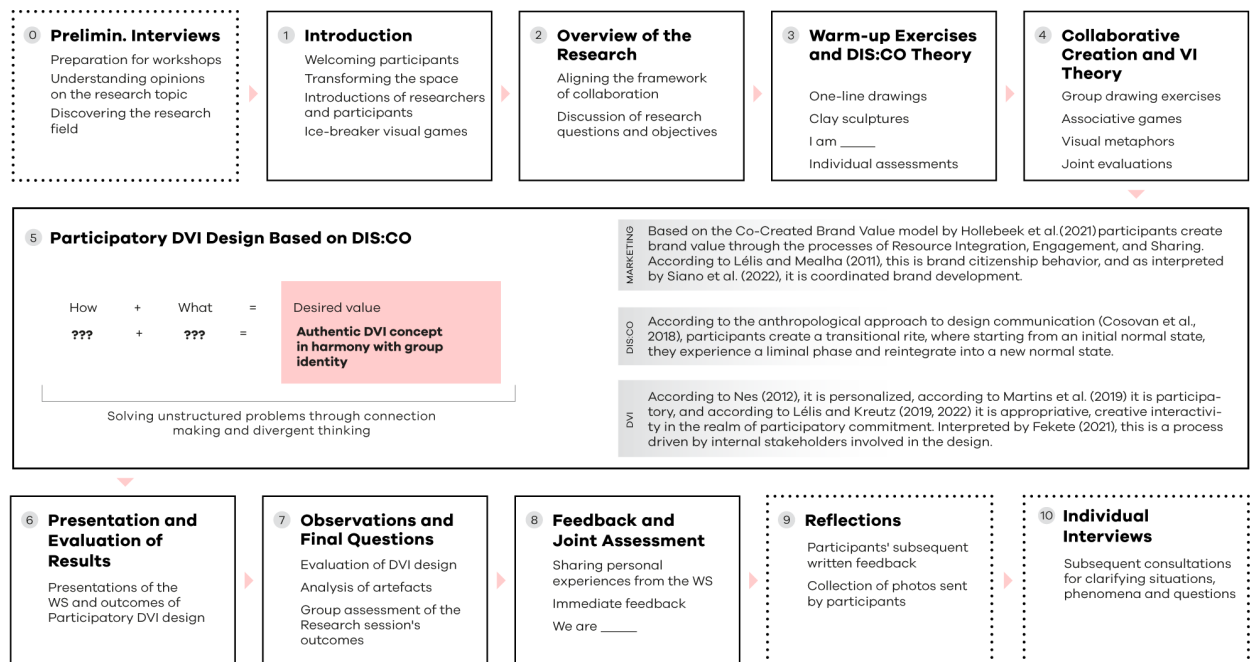 0 Prelimin. Interviews
Preparation for workshops
Understanding opinions
on the research topic
Discovering the research
field
1 Introduction
Welcoming participants
Transforming the space
Introductions of researchers
and participants
Ice-breaker visual games
2 Overview of the
Research
Aligning the framework
of collaboration
Discussion of research
questions and objectives
3 Warm-up Exercises
and DIS:CO Theory
One-line drawings
Clay sculptures
I am _____
Individual assessments
4 Collaborative
Creation and VI
Theory
Group drawing exercises
Associative games
Visual metaphors
Joint evaluations
5 Participatory DVI Design Based on DIS:CO
How + What = Desired value
??? + ??? = Authentic DVI concept
in harmony with group
identity
Solving unstructured problems through connection
making and divergent thinking
MARKETING
Based on the Co-Created Brand Value model by Hollebeek et al.(2021) participants create
brand value through the processes of Resource Integration, Engagement, and Sharing.
According to Lélis and Mealha (2011), this is brand citizenship behavior, and as interpreted
by Siano et al. (2022), it is coordinated brand development.
DIS:CO
According to the anthropological approach to design communication (Cosovan et al.,
2018), participants create a transitional rite, where starting from an initial normal state,
they experience a liminal phase and reintegrate into a new normal state.
DVI
According to Nes (2012), it is personalized, according to Martins et al. (2019) it is participa-
tory, and according to Lélis and Kreutz (2019, 2022) it is appropriative, creative interactivi-
ty in the realm of participatory commitment. Interpreted by Fekete (2021), this is a process
driven by internal stakeholders involved in the design.
6 Presentation and
Evaluation of
Results
Presentations of the
WS and outcomes of
Participatory DVI design
7 Observations and
Final Questions
Evaluation of DVI design
Analysis of artefacts
Group assessment of the
Research session's
outcomes
8 Feedback and
Joint Assessment
Sharing personal
experiences from the WS
Immediate feedback
We are _____
9 Reflections
Participants' subsequent
written feedback
Collection of photos sent
by participants
10 Individual
Interviews
Subsequent consultations
for clarifying situations,
phenomena and questions